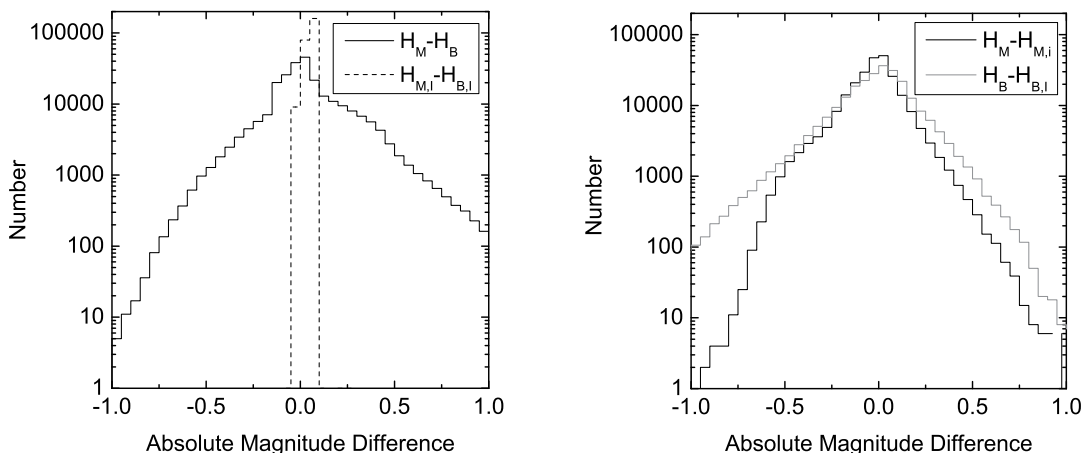 100000
10000
1000
100
10
1
-1.0 -0.5 0.0 0.5 1.0
Number
Absolute Magnitude Difference
H_M-H_B
H_M,I-H_B,I
100000
10000
1000
100
10
1
-1.0 -0.5 0.0 0.5 1.0
Number
Absolute Magnitude Difference
H_M-H_M,i
H_B-H_B,I